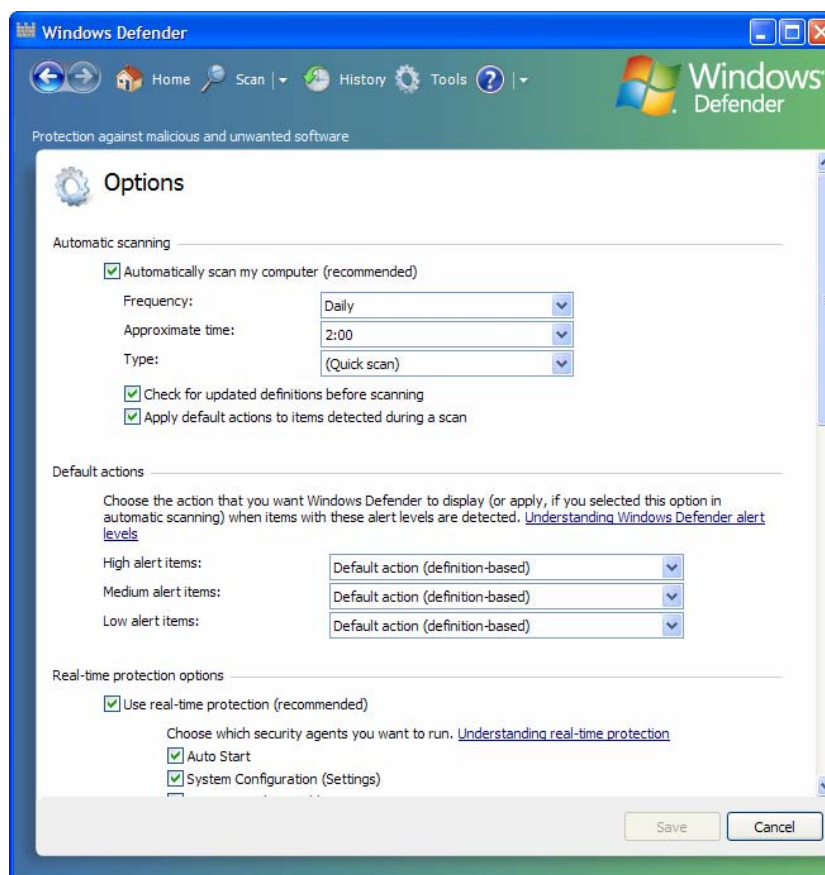 Windows Defender
Home Scan History Tools ?
Windows
Defender
Protection against malicious and unwanted software
Options
Automatic scanning
Automatically scan my computer (recommended)
Frequency: Daily
Approximate time: 2:00
Type: (Quick scan)
Check for updated definitions before scanning
Apply default actions to items detected during a scan
Default actions
Choose the action that you want Windows Defender to display (or apply, if you selected this option in
automatic scanning) when items with these alert levels are detected. Understanding Windows Defender alert
levels
High alert items: Default action (definition-based)
Medium alert items: Default action (definition-based)
Low alert items: Default action (definition-based)
Real-time protection options
Use real-time protection (recommended)
Choose which security agents you want to run. Understanding real-time protection
Auto Start
System Configuration (Settings)
Save Cancel